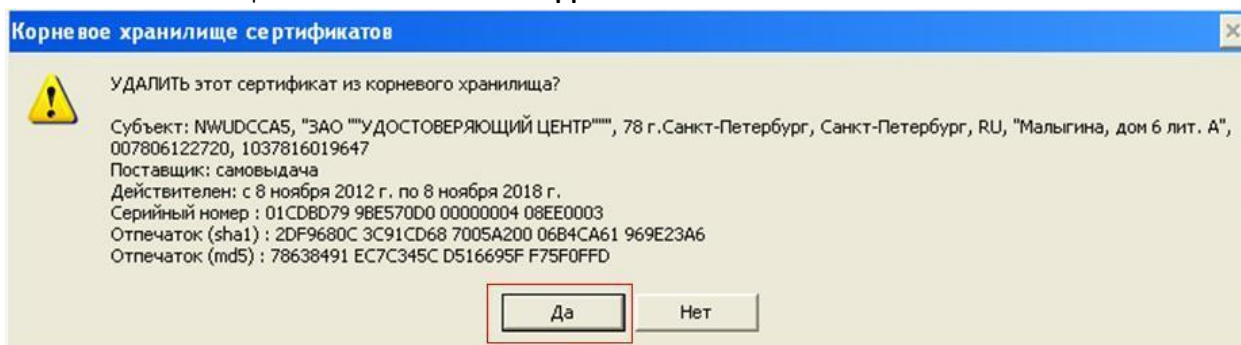 Корневое хранилище сертификатов
УДАЛИТЬ этот сертификат из корневого хранилища?
Субъект: NWUDCCA5, "ЗАО ""УДОСТОВЕРЯЮЩИЙ ЦЕНТР""", 78 г.Санкт-Петербург, Санкт-Петербург, RU, "Малыгина, дом 6 лит. А",
007806122720, 1037816019647
Поставщик: самовыдача
Действителен: с 8 ноября 2012 г. по 8 ноября 2018 г.
Серийный номер : 01CDBD79 9BE570D0 00000004 08EE0003
Отпечаток (sha1) : 2DF9680C 3C91CD68 7005A200 06B4CA61 969E23A6
Отпечаток (md5) : 78638491 EC7C345C D516695F F75F0FFD
Да
Нет